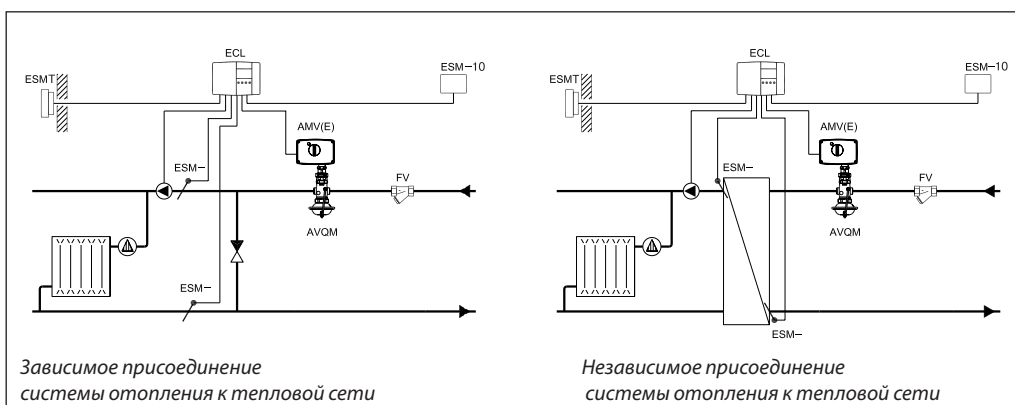 ECL
ESMT
ESM-10
AMV(E)
ESM-
FV
AVQM
ESM-
Зависимое присоединение
системы отопления к тепловой сети
ECL
ESMT
ESM-10
AMV(E)
ESM-
FV
AVQM
ESM-
Независимое присоединение
системы отопления к тепловой сети